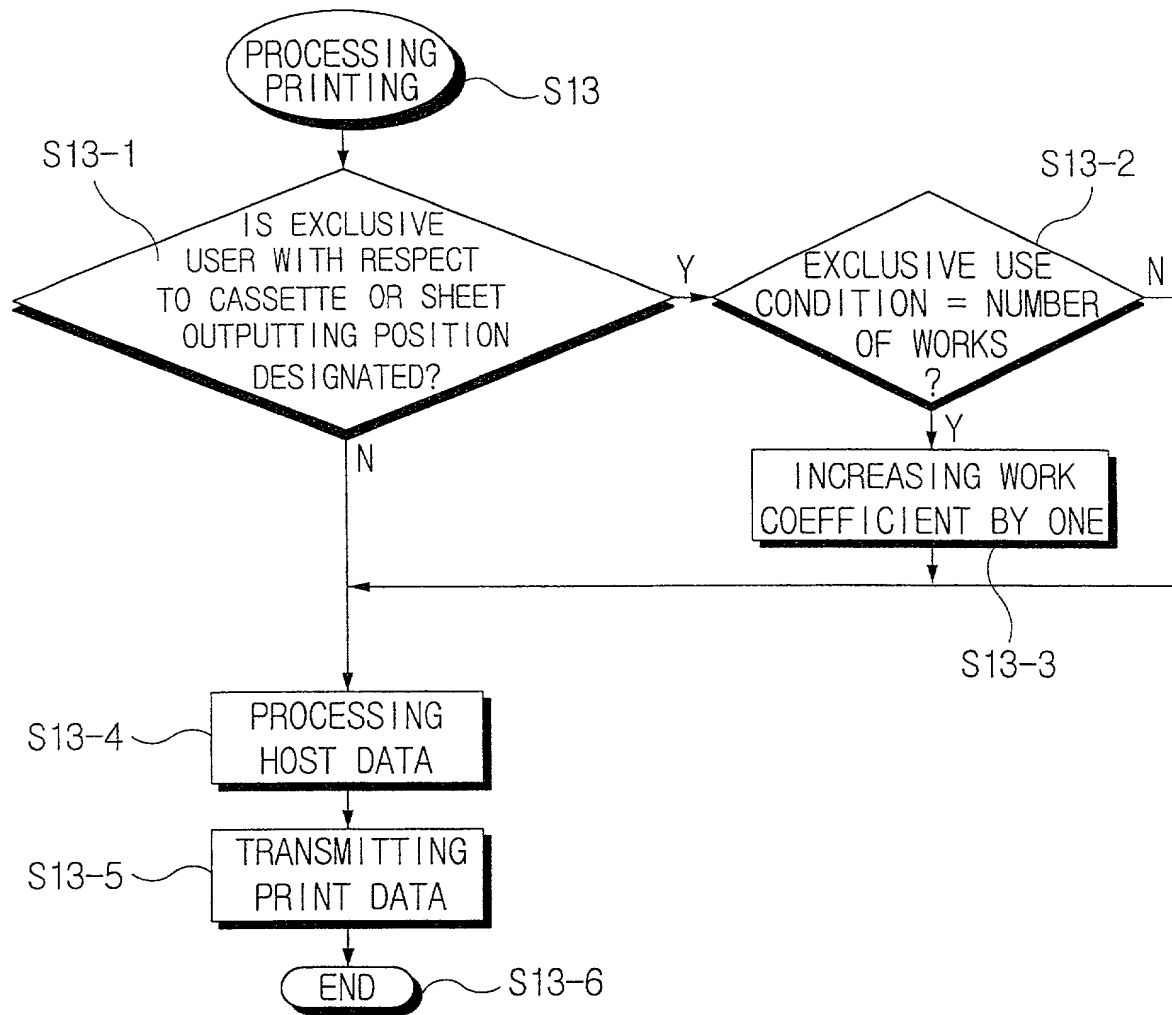 PROCESSING
PRINTING
S13
S13-1
IS EXCLUSIVE
USER WITH RESPECT
TO CASSETTE OR SHEET
OUTPUTTING POSITION
DESIGNATED?
Y
N
S13-2
EXCLUSIVE USE
CONDITION = NUMBER
OF WORKS
?
N
Y
INCREASING WORK
COEFFICIENT BY ONE
S13-3
S13-4
PROCESSING
HOST DATA
S13-5
TRANSMITTING
PRINT DATA
END
S13-6